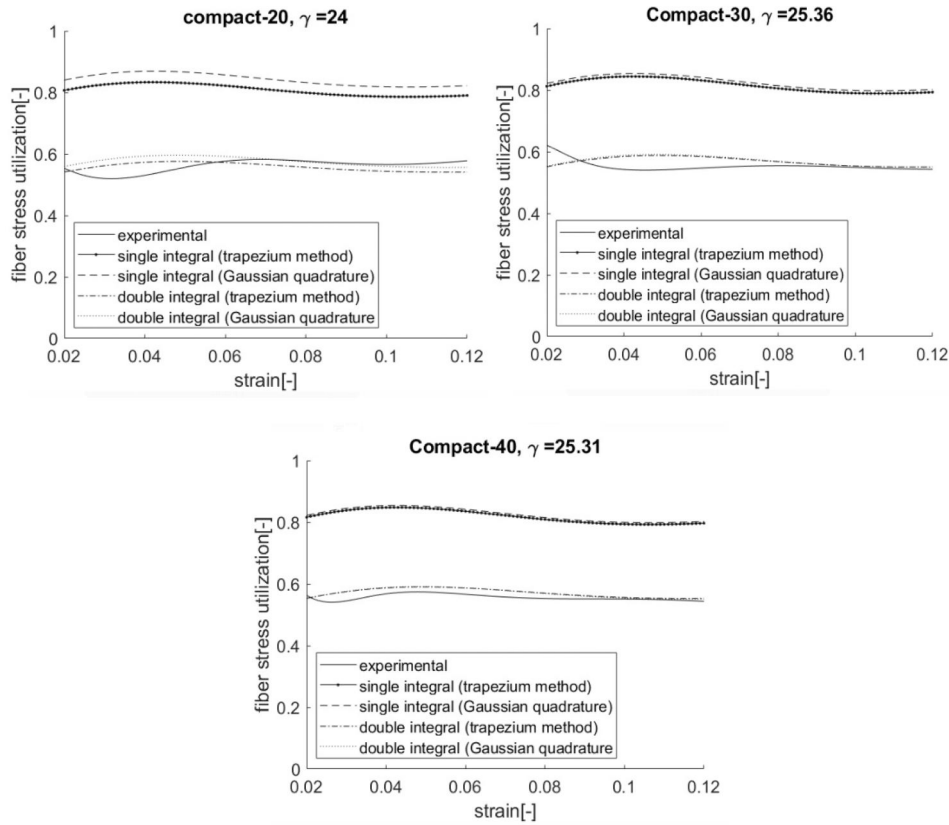 compact-20, γ =24
1
0.8
0.6
0.4
0.2
0
fiber stress utilization[-]
experimental
single integral (trapezium method)
single integral (Gaussian quadrature)
double integral (trapezium method)
double integral (Gaussian quadrature
0.02 0.04 0.06 0.08 0.1 0.12
strain[-]
Compact-30, γ =25.36
1
0.8
0.6
0.4
0.2
0
fiber stress utilization[-]
experimental
single integral (trapezium method)
single integral (Gaussian quadrature)
double integral (trapezium method)
double integral (Gaussian quadrature
0.02 0.04 0.06 0.08 0.1 0.12
strain[-]
Compact-40, γ =25.31
1
0.8
0.6
0.4
0.2
0
fiber stress utilization[-]
experimental
single integral (trapezium method)
single integral (Gaussian quadrature)
double integral (trapezium method)
double integral (Gaussian quadrature
0.02 0.04 0.06 0.08 0.1 0.12
strain[-]